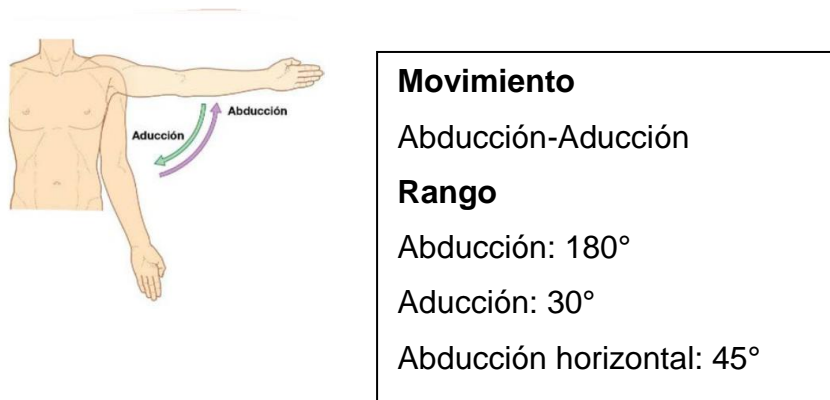 Abducción
Aducción
Movimiento
Abducción-Aducción
Rango
Abducción: 180°
Aducción: 30°
Abducción horizontal: 45°